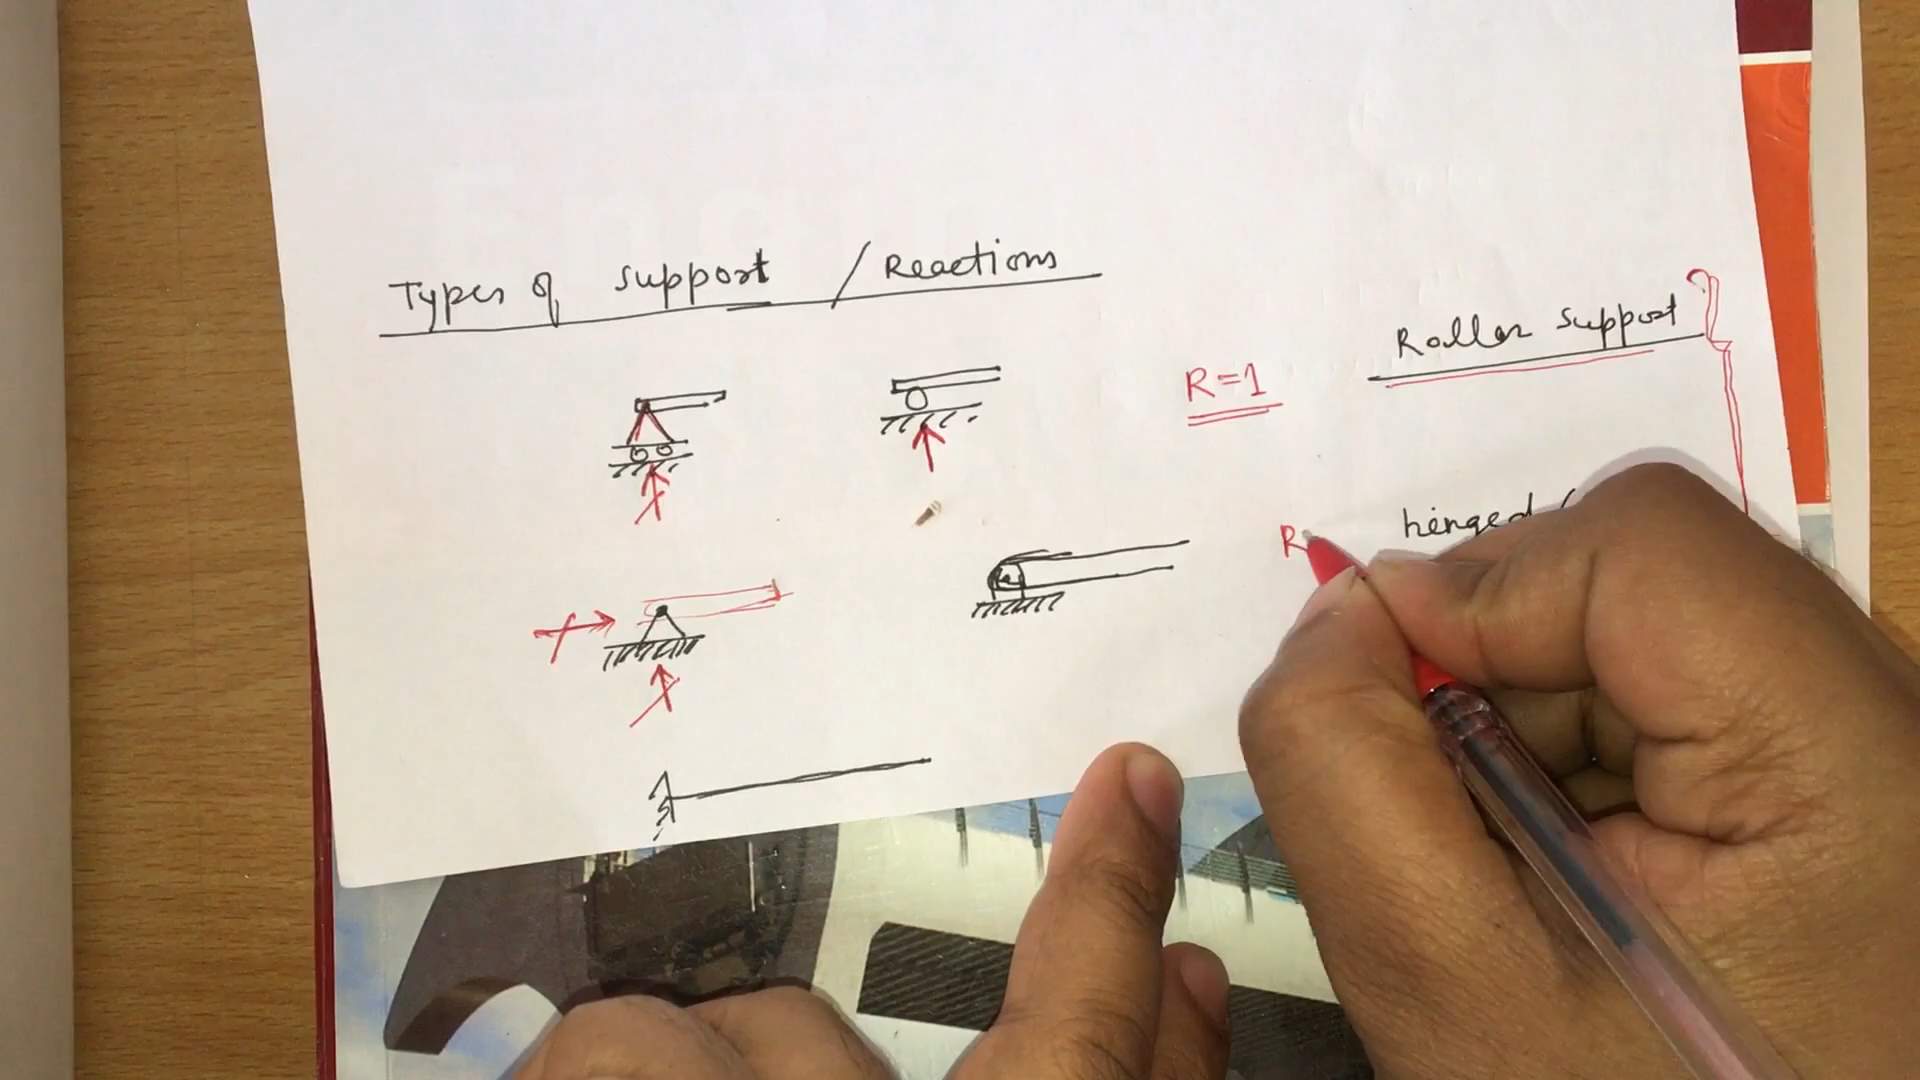 Types of support / Reactions
Roller support
R=1
hinged (
R